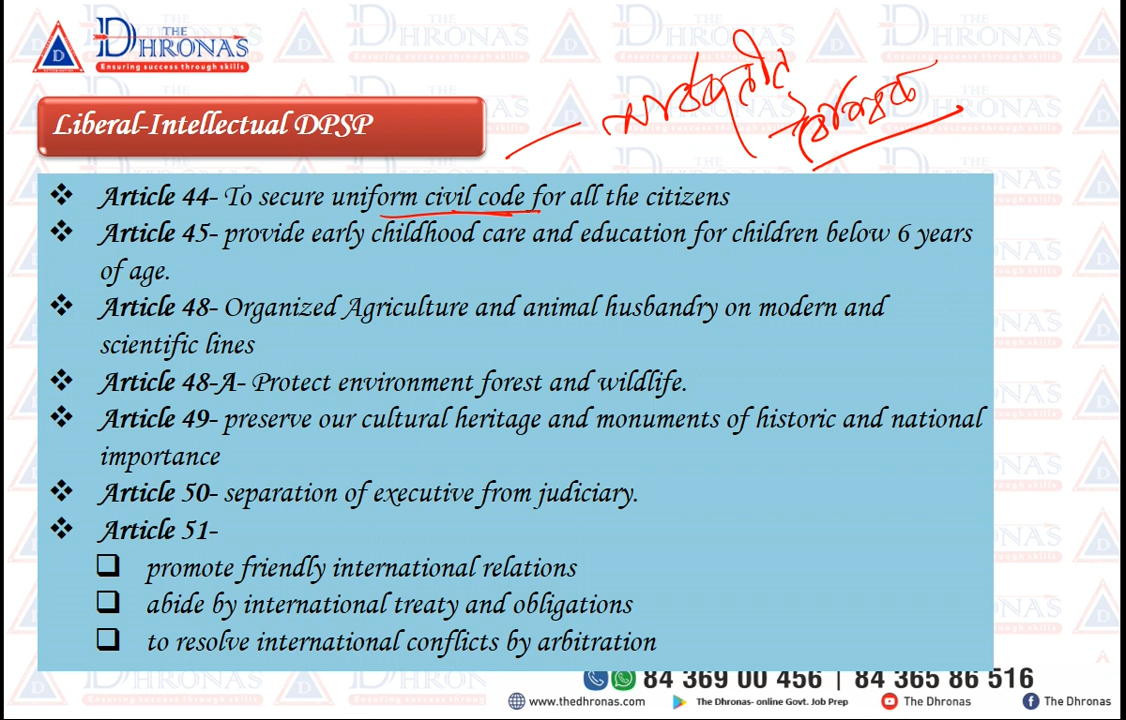 THE
DHRONAS
Ensuring success through skills
Liberal-Intellectual DPSP
❖ Article 44- To secure uniform civil code for all the citizens
❖ Article 45- provide early childhood care and education for children below 6 years
of age.
❖ Article 48- Organized Agriculture and animal husbandry on modern and
scientific lines
❖ Article 48-A- Protect environment forest and wildlife.
❖ Article 49- preserve our cultural heritage and monuments of historic and national
importance
❖ Article 50- separation of executive from judiciary.
❖ Article 51-
❑ promote friendly international relations
❑ abide by international treaty and obligations
❑ to resolve international conflicts by arbitration
84 369 00 456 | 84 365 86 516
www.thedhronas.com The Dhronas- online Govt. Job Prep The Dhronas The Dhronas